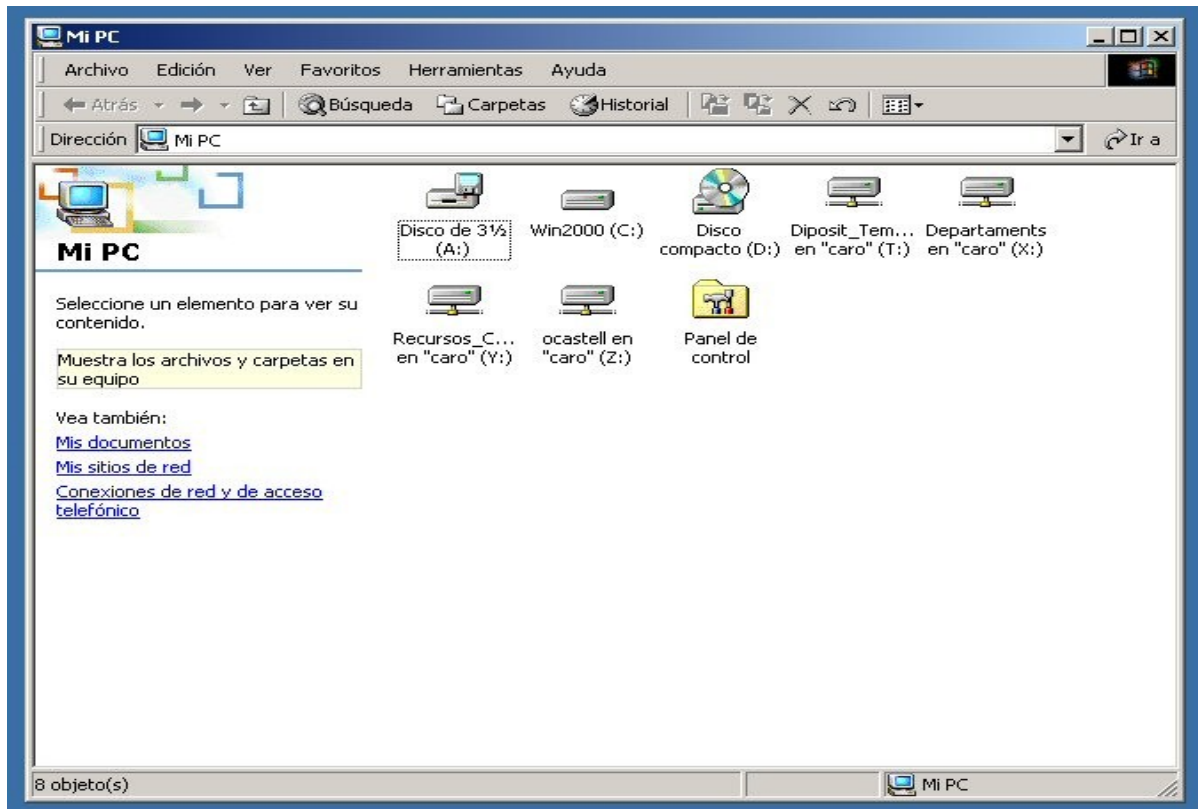 Mi PC
Archivo Edición Ver Favoritos Herramientas Ayuda
Atrás Búsqueda Carpetas Historial
Dirección Mi PC Ir a
Mi PC
Seleccione un elemento para ver su
contenido.
Muestra los archivos y carpetas en
su equipo
Vea también:
Mis documentos
Mis sitios de red
Conexiones de red y de acceso
telefónico
Disco de 3½
(A:)
Win2000 (C:)
Disco
compacto (D:)
Diposit_Tem...
en "caro" (T:)
Departaments
en "caro" (X:)
Recursos_C...
en "caro" (Y:)
ocastell en
"caro" (Z:)
Panel de
control
8 objeto(s) Mi PC